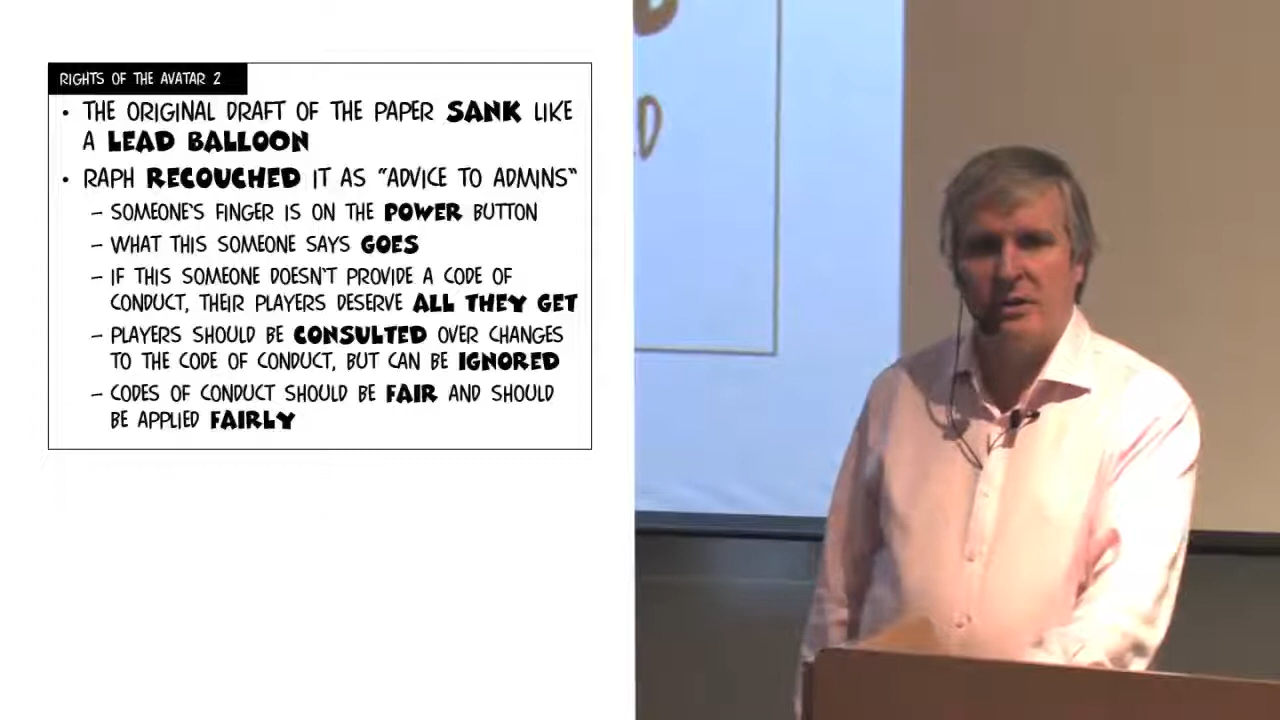 RIGHTS OF THE AVATAR 2
• THE ORIGINAL DRAFT OF THE PAPER SANK LIKE
A LEAD BALLOON
• RAPH RECOUCHED IT AS "ADVICE TO ADMINS"
– SOMEONE'S FINGER IS ON THE POWER BUTTON
– WHAT THIS SOMEONE SAYS GOES
– IF THIS SOMEONE DOESN'T PROVIDE A CODE OF
CONDUCT, THEIR PLAYERS DESERVE ALL THEY GET
– PLAYERS SHOULD BE CONSULTED OVER CHANGES
TO THE CODE OF CONDUCT, BUT CAN BE IGNORED
– CODES OF CONDUCT SHOULD BE FAIR AND SHOULD
BE APPLIED FAIRLY